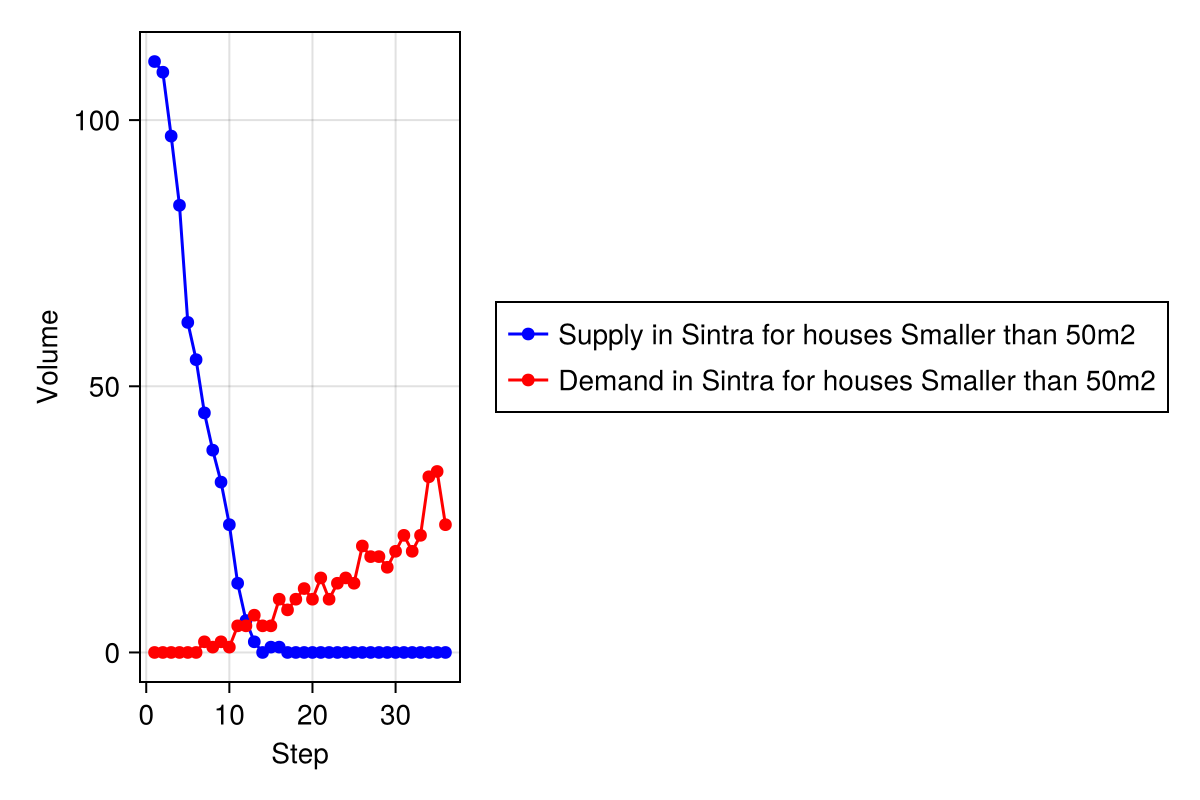 100
50
0
Volume
0 10 20 30
Step
Supply in Sintra for houses Smaller than 50m2
Demand in Sintra for houses Smaller than 50m2